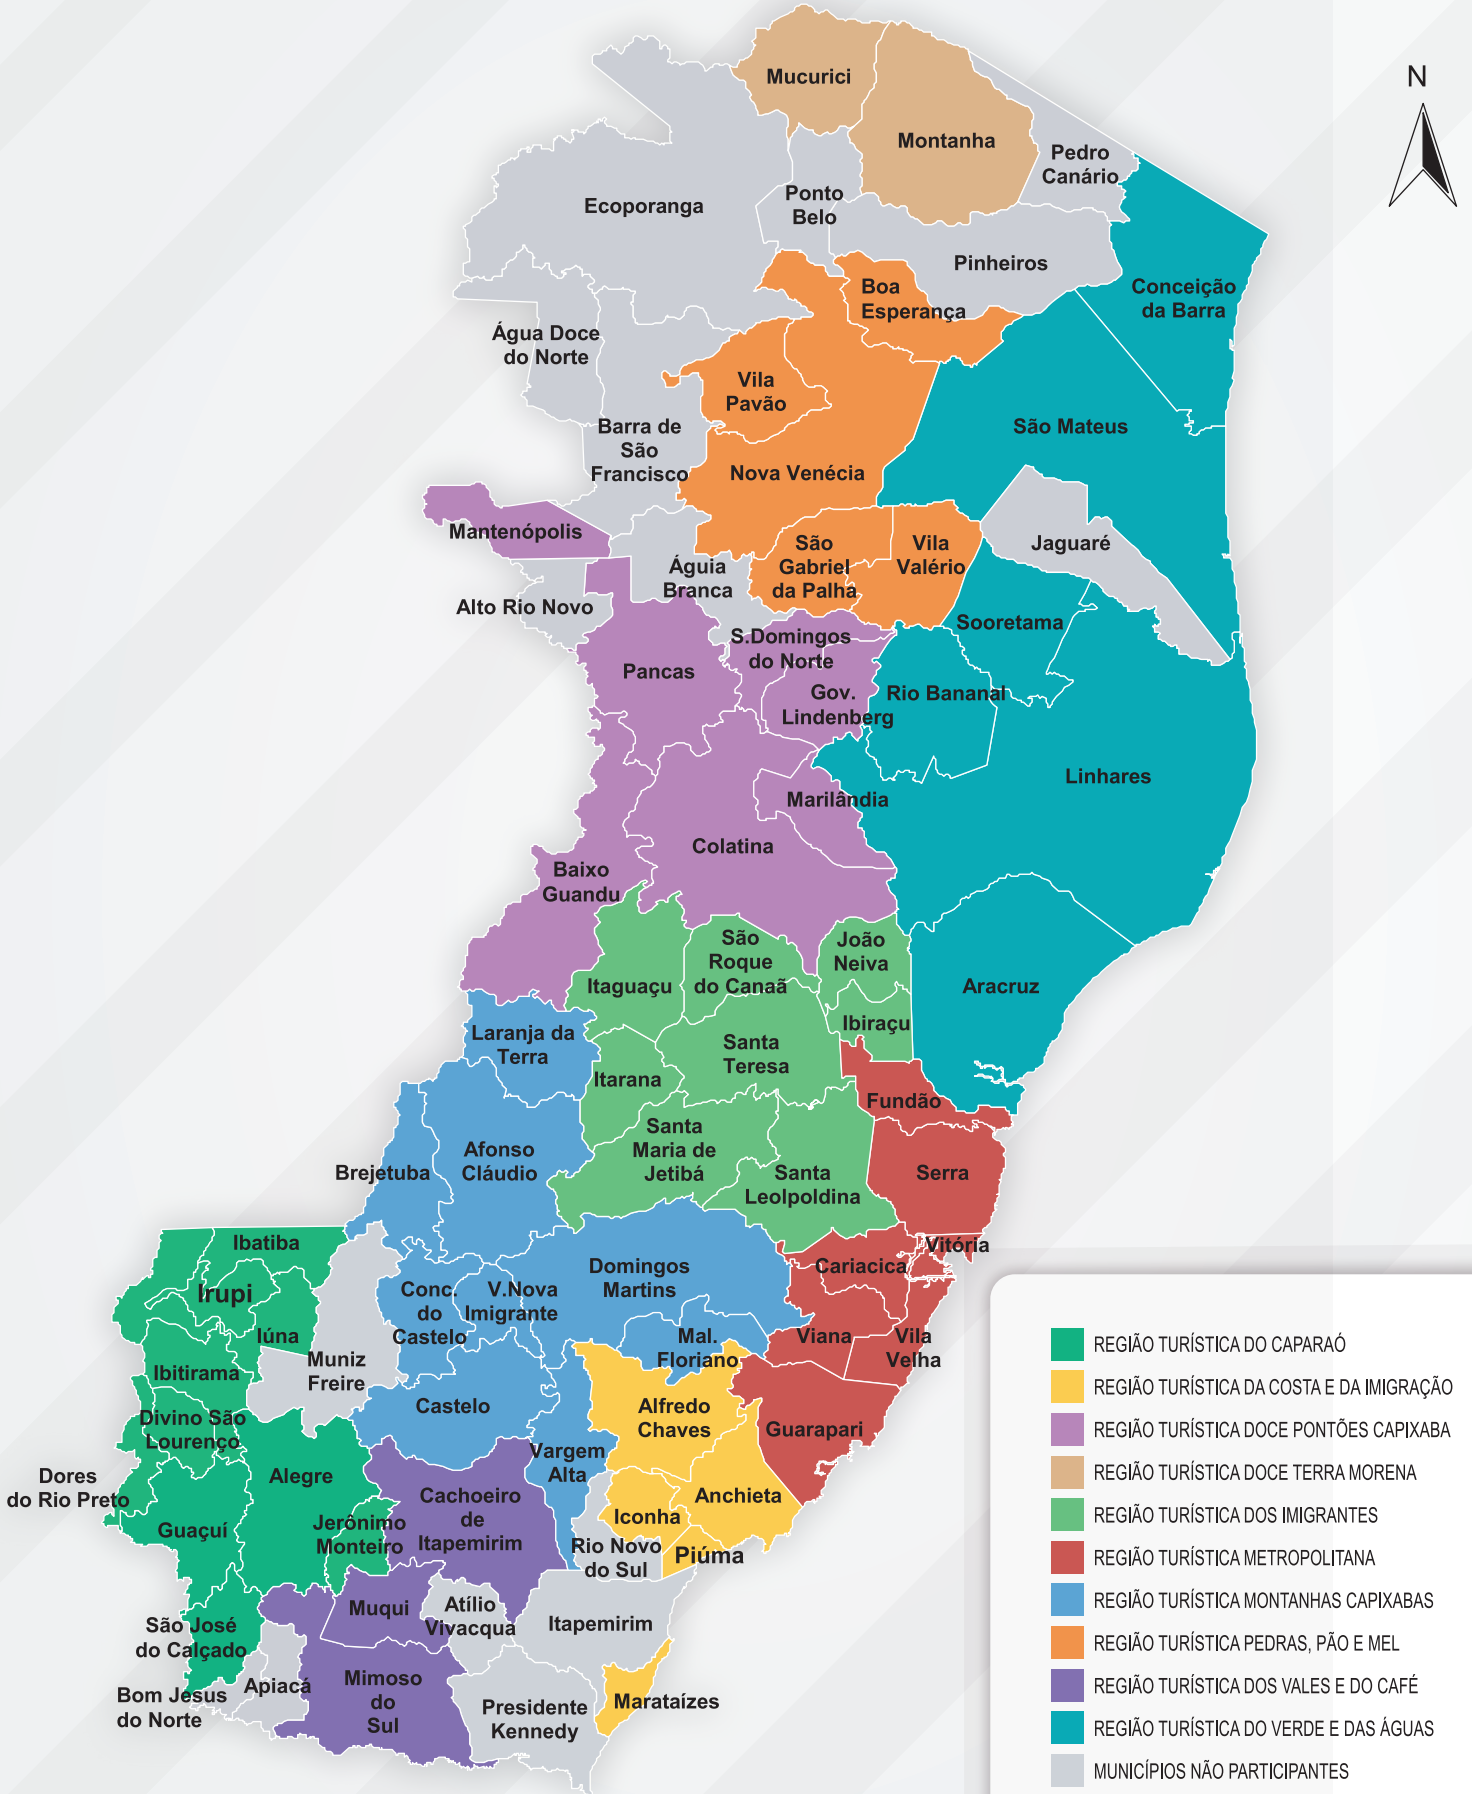 N
Mucurici
Montanha
Pedro
Canário
Ponto
Belo
Ecoporanga
Pinheiros
Conceição
da Barra
Boa
Esperança
Água Doce
do Norte
Vila
Pavão
São Mateus
Barra de
São
Francisco
Nova Venécia
Mantenópolis
Jaguaré
São
Gabriel
da Palha
Vila
Valério
Águia
Branca
Alto Rio Novo
Sooretama
S.Domingos
do Norte
Pancas
Gov.
Lindenberg
Rio Bananal
Linhares
Marilândia
Colatina
Baixo
Guandu
São
Roque
do Canaã
João
Neiva
Itaguaçu
Aracruz
Ibiraçu
Laranja da
Terra
Santa
Teresa
Itarana
Fundão
Santa
Maria de
Jetibá
Afonso
Cláudio
Brejetuba
Santa
Leolpoldina
Serra
Ibatiba
Vitória
Cariacica
Domingos
Martins
Irupi
Conc.
do
Castelo
V.Nova
Imigrante
Iúna
Mal.
Floriano
Viana
Vila
Velha
Muniz
Freire
Ibitirama
Castelo
Alfredo
Chaves
Guarapari
Divino São
Lourenço
Vargem
Alta
Dores
do Rio Preto
Alegre
Cachoeiro
de
Itapemirim
Anchieta
Iconha
Guaçuí
Jerônimo
Monteiro
Rio Novo
do Sul
Piúma
Muqui
Atílio
Vivacqua
Itapemirim
São José
do Calçado
Apiacá
Mimoso
do
Sul
Bom Jesus
do Norte
Presidente
Kennedy
Marataízes
REGIÃO TURÍSTICA DO CAPARAÓ
REGIÃO TURÍSTICA DA COSTA E DA IMIGRAÇÃO
REGIÃO TURÍSTICA DOCE PONTÕES CAPIXABA
REGIÃO TURÍSTICA DOCE TERRA MORENA
REGIÃO TURÍSTICA DOS IMIGRANTES
REGIÃO TURÍSTICA METROPOLITANA
REGIÃO TURÍSTICA MONTANHAS CAPIXABAS
REGIÃO TURÍSTICA PEDRAS, PÃO E MEL
REGIÃO TURÍSTICA DOS VALES E DO CAFÉ
REGIÃO TURÍSTICA DO VERDE E DAS ÁGUAS
MUNICÍPIOS NÃO PARTICIPANTES